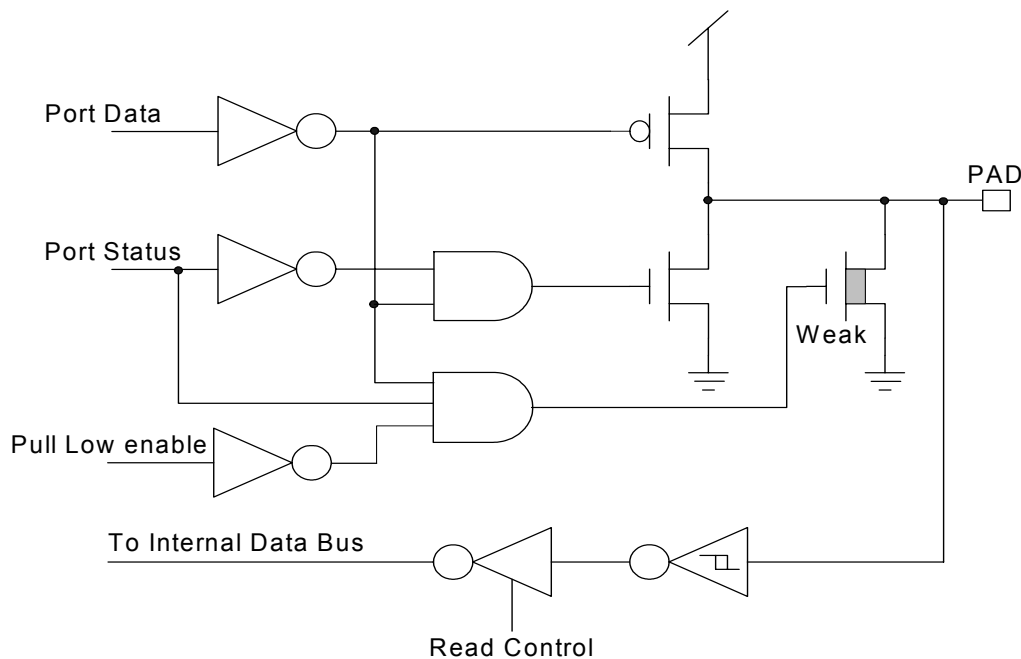 Port Data
PAD
Port Status
Weak
Pull Low enable
To Internal Data Bus
Read Control